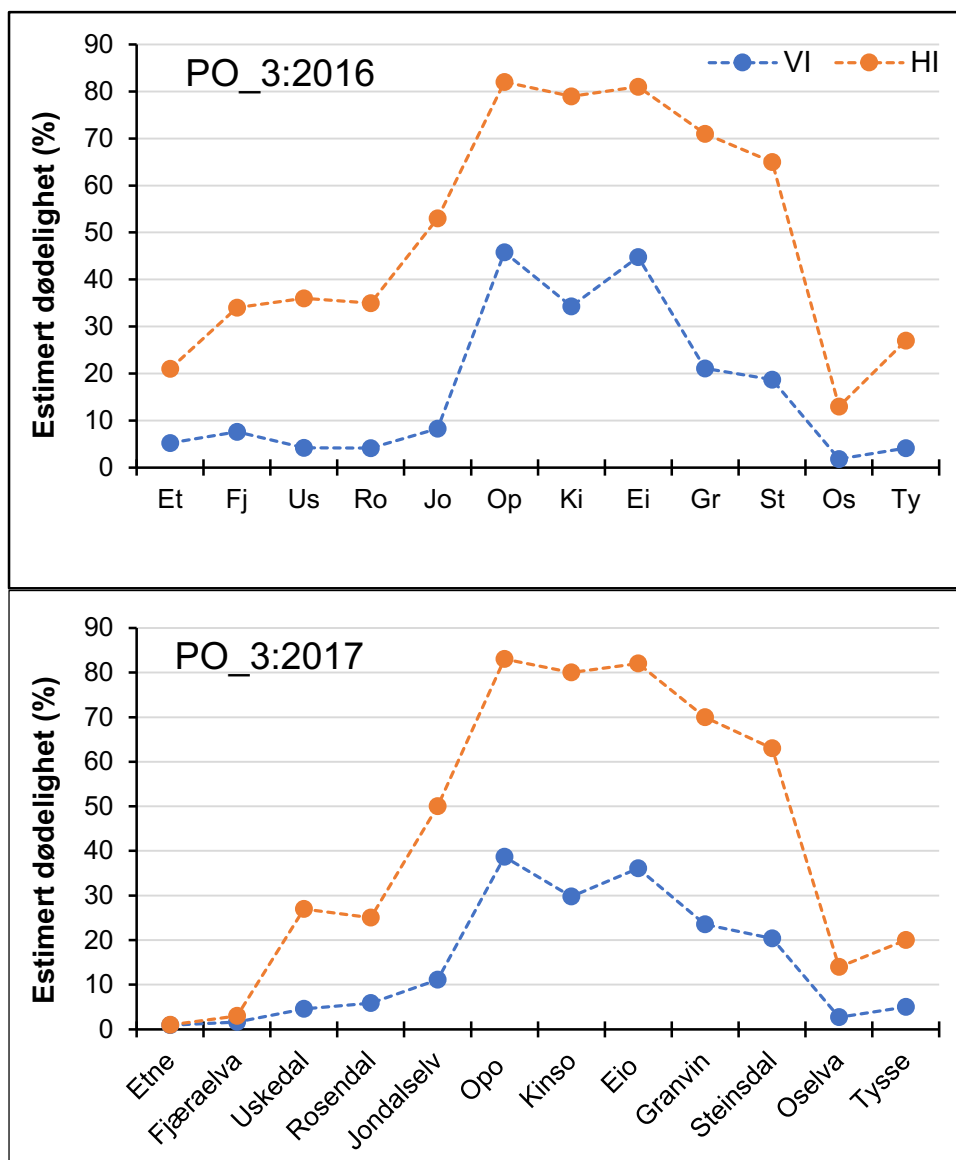 PO_3:2016
VI HI
Estimert dødelighet (%)
90
80
70
60
50
40
30
20
10
0
Et Fj Us Ro Jo Op Ki Ei Gr St Os Ty
PO_3:2017
Estimert dødelighet (%)
90
80
70
60
50
40
30
20
10
0
Etne Fjæraelva Uskedal Rosendal Jondalselv Opo Kinso Eio Granvin Steinsdal Oselva Tysse